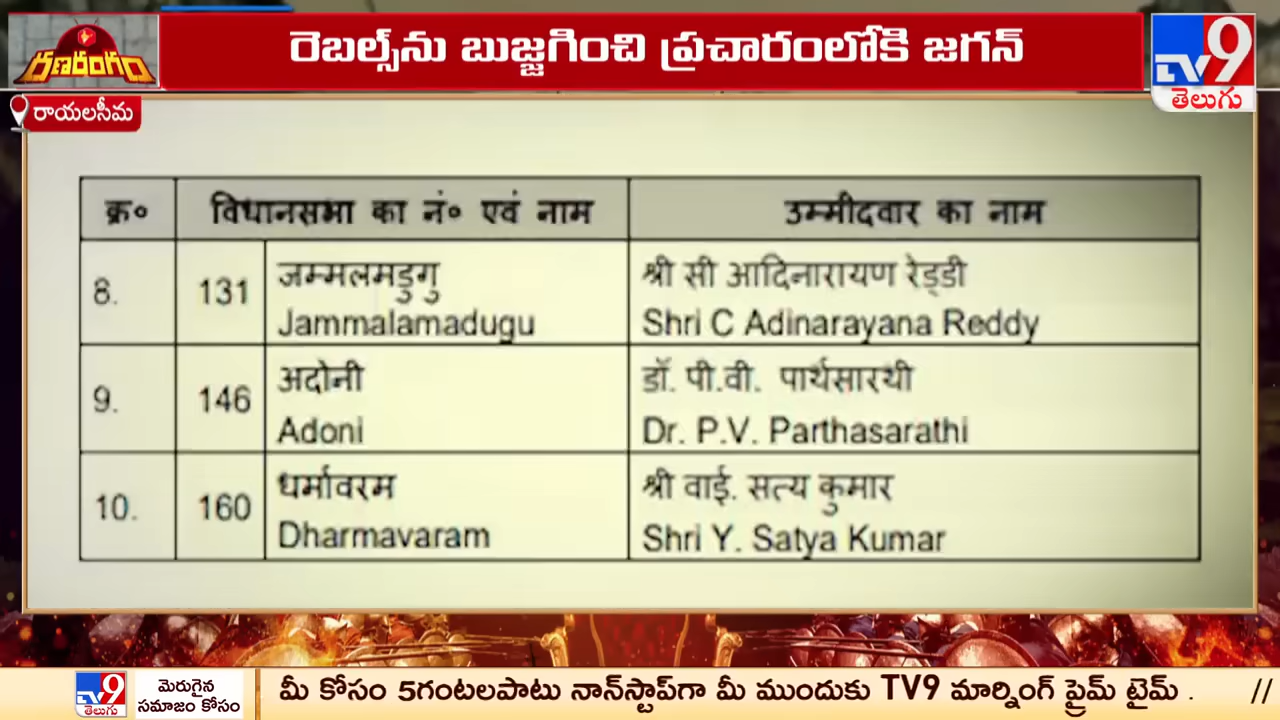 రణరంగం
రెబల్స్‌ను బుజ్జగించి ప్రచారంలోకి జగన్
TV9
తెలుగు
రాయలసీమ
क्र० विधानसभा का नं० एवं नाम उम्मीदवार का नाम
8. 131 जम्मलमडुगु श्री सी आदिनारायण रेड्डी
Jammalamadugu Shri C Adinarayana Reddy
9. 146 अदोनी डॉ. पी.वी. पार्थसारथी
Adoni Dr. P.V. Parthasarathi
10. 160 धर्मावरम श्री वाई. सत्य कुमार
Dharmavaram Shri Y. Satya Kumar
TV9
తెలుగు
మెరుగైన
సమాజం కోసం
మీ కోసం 5గంటలపాటు నాన్‌స్టాప్‌గా మీ ముందుకు TV9 మార్నింగ్ ప్రైమ్ టైమ్ . //